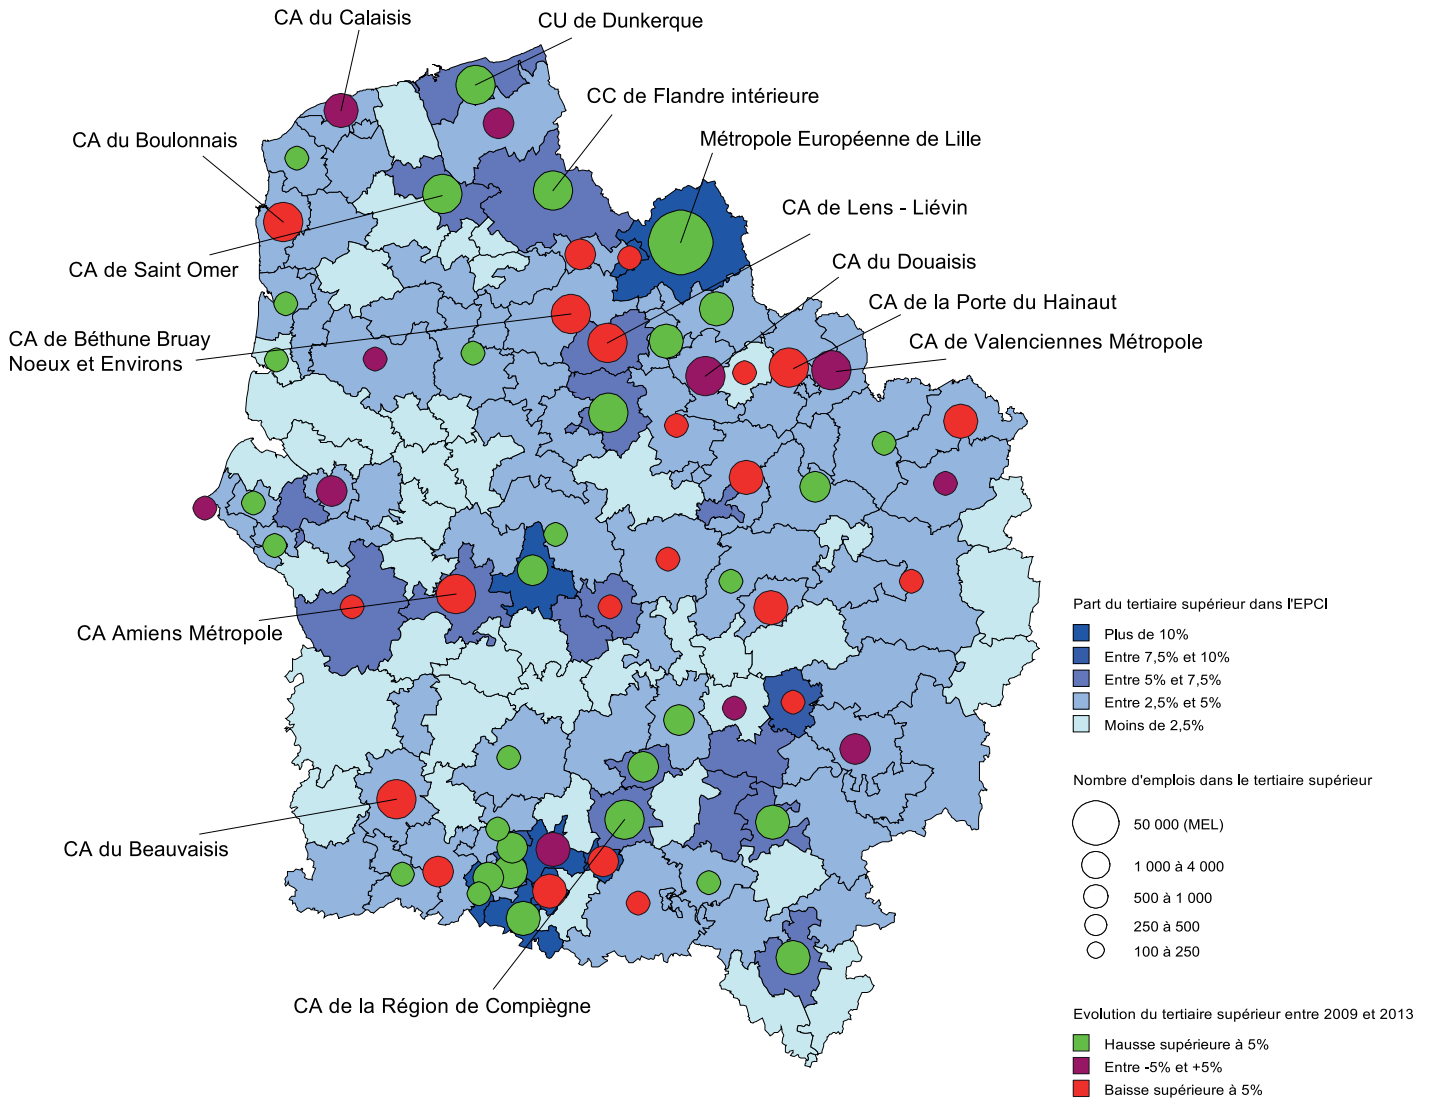 CA du Calaisis
CU de Dunkerque
CC de Flandre intérieure
CA du Boulonnais
Métropole Européenne de Lille
CA de Lens - Liévin
CA de Saint Omer
CA du Douaisis
CA de la Porte du Hainaut
CA de Béthune Bruay
Noeux et Environs
CA de Valenciennes Métropole
CA Amiens Métropole
CA du Beauvaisis
CA de la Région de Compiègne
Part du tertiaire supérieur dans l'EPCI
Plus de 10%
Entre 7,5% et 10%
Entre 5% et 7,5%
Entre 2,5% et 5%
Moins de 2,5%
Nombre d'emplois dans le tertiaire supérieur
50 000 (MEL)
1 000 à 4 000
500 à 1 000
250 à 500
100 à 250
Evolution du tertiaire supérieur entre 2009 et 2013
Hausse supérieure à 5%
Entre -5% et +5%
Baisse supérieure à 5%